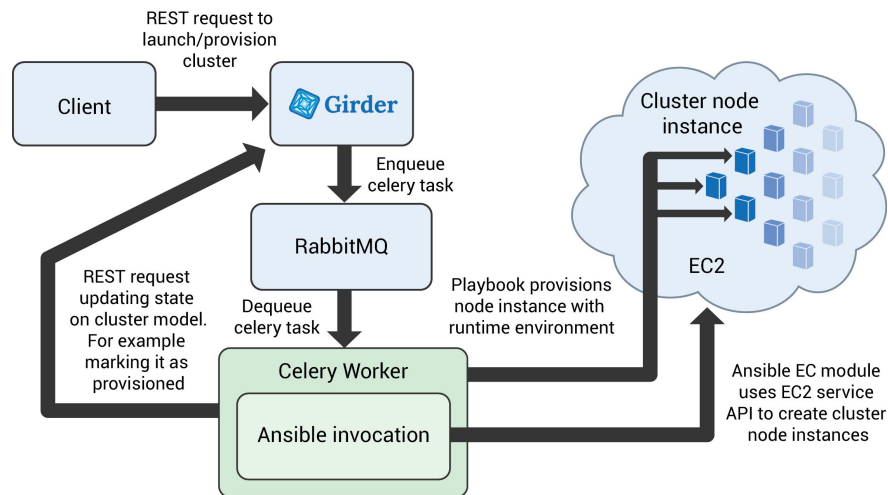 REST request to
launch/provision
cluster
Client
Girder
Enqueue
celery task
RabbitMQ
Dequeue
celery task
REST request
updating state
on cluster model.
For example
marking it as
provisioned
Celery Worker
Ansible invocation
Playbook provisions
node instance with
runtime environment
Cluster node
instance
EC2
Ansible EC module
uses EC2 service
API to create cluster
node instances